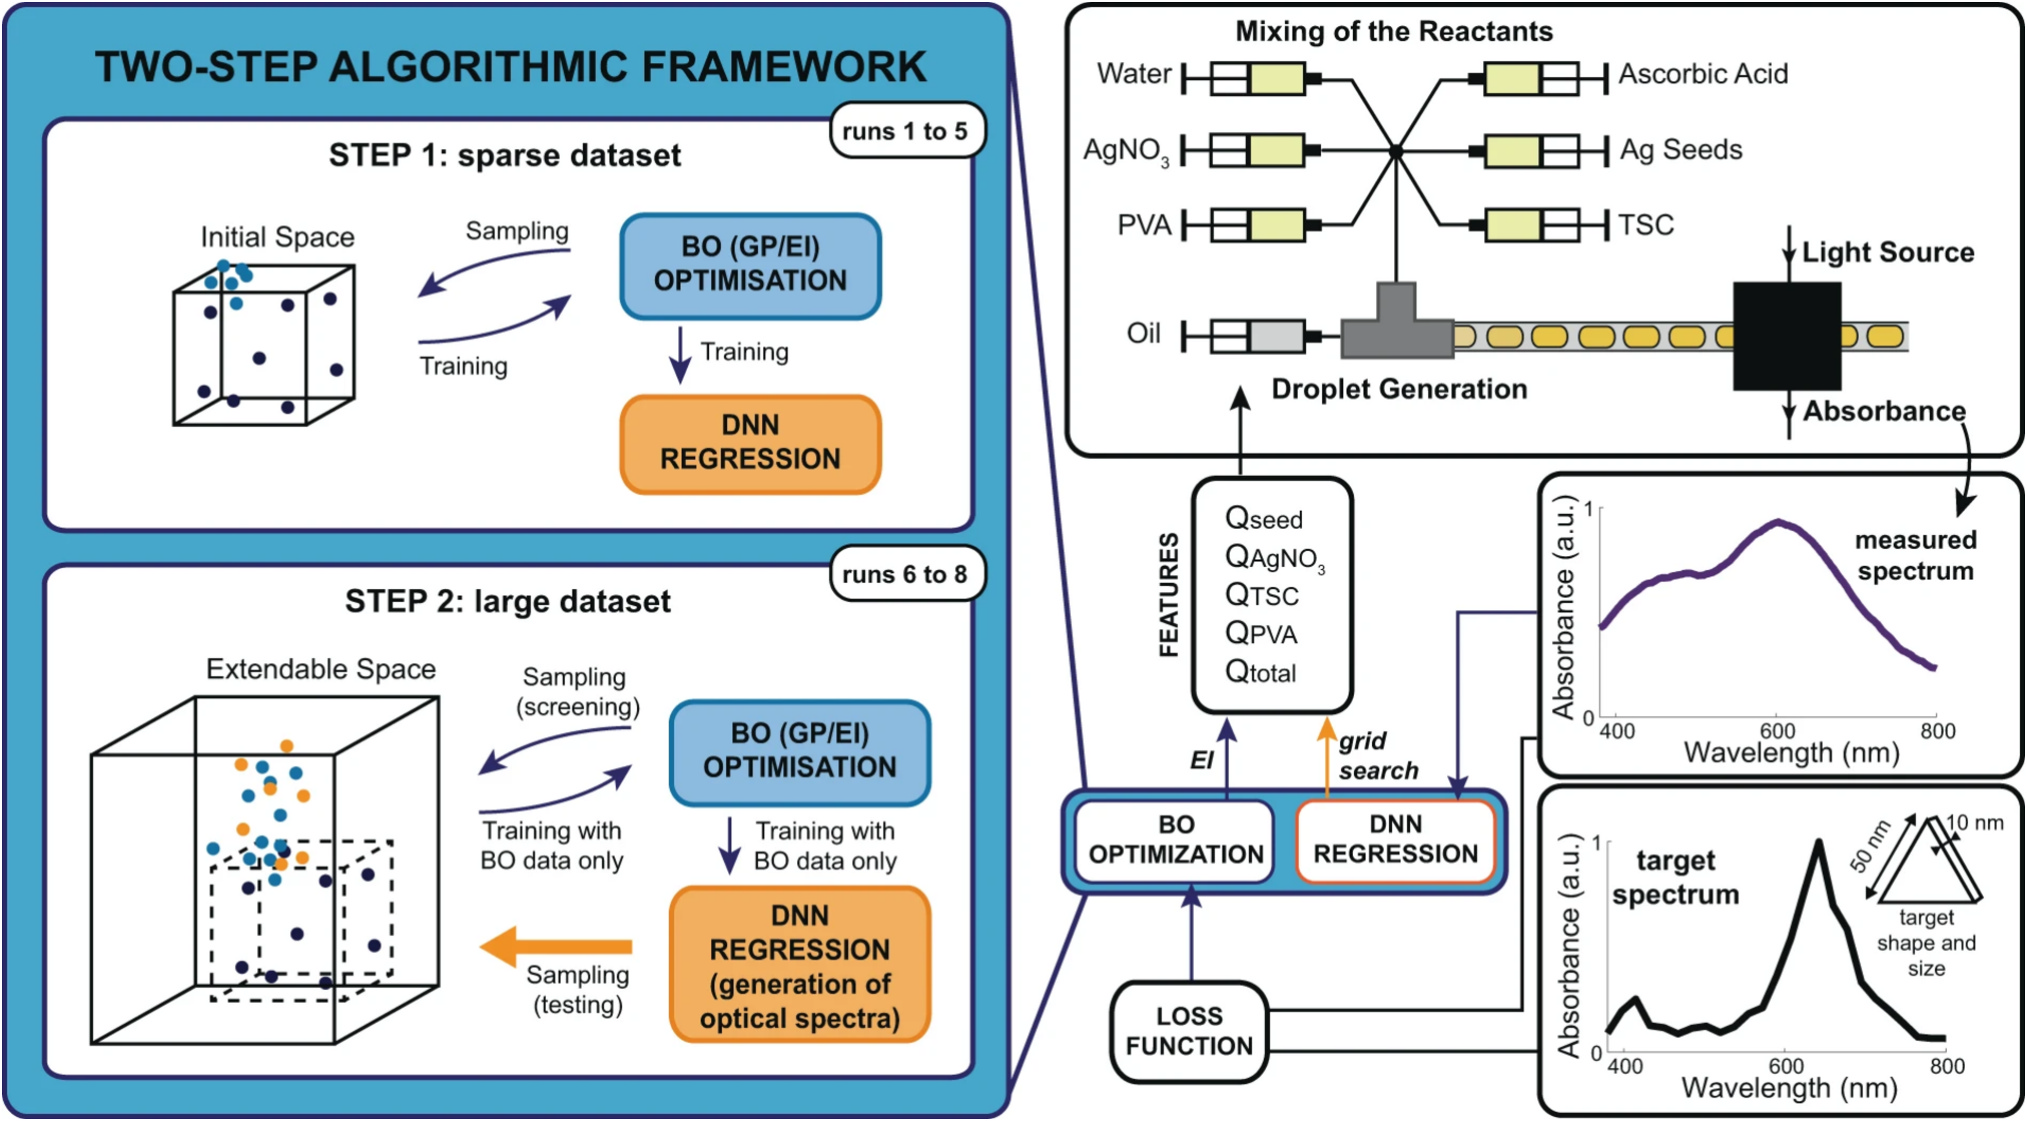 TWO-STEP ALGORITHMIC FRAMEWORK
runs 1 to 5
STEP 1: sparse dataset
Initial Space
Sampling
Training
BO (GP/EI)
OPTIMISATION
Training
DNN
REGRESSION
runs 6 to 8
STEP 2: large dataset
Extendable Space
Sampling
(screening)
Training with
BO data only
BO (GP/EI)
OPTIMISATION
Training with
BO data only
Sampling
(testing)
DNN
REGRESSION
(generation of
optical spectra)
Mixing of the Reactants
Water
Ascorbic Acid
AgNO3
Ag Seeds
PVA
TSC
Light Source
Oil
Droplet Generation
Absorbance
FEATURES
Qseed
QAgNO3
QTSC
QPVA
Qtotal
EI
grid
search
BO
OPTIMIZATION
DNN
REGRESSION
LOSS
FUNCTION
Absorbance (a.u.)
1
0
measured
spectrum
400 600 800
Wavelength (nm)
Absorbance (a.u.)
1
0
target
spectrum
50 nm
10 nm
target
shape and
size
400 600 800
Wavelength (nm)